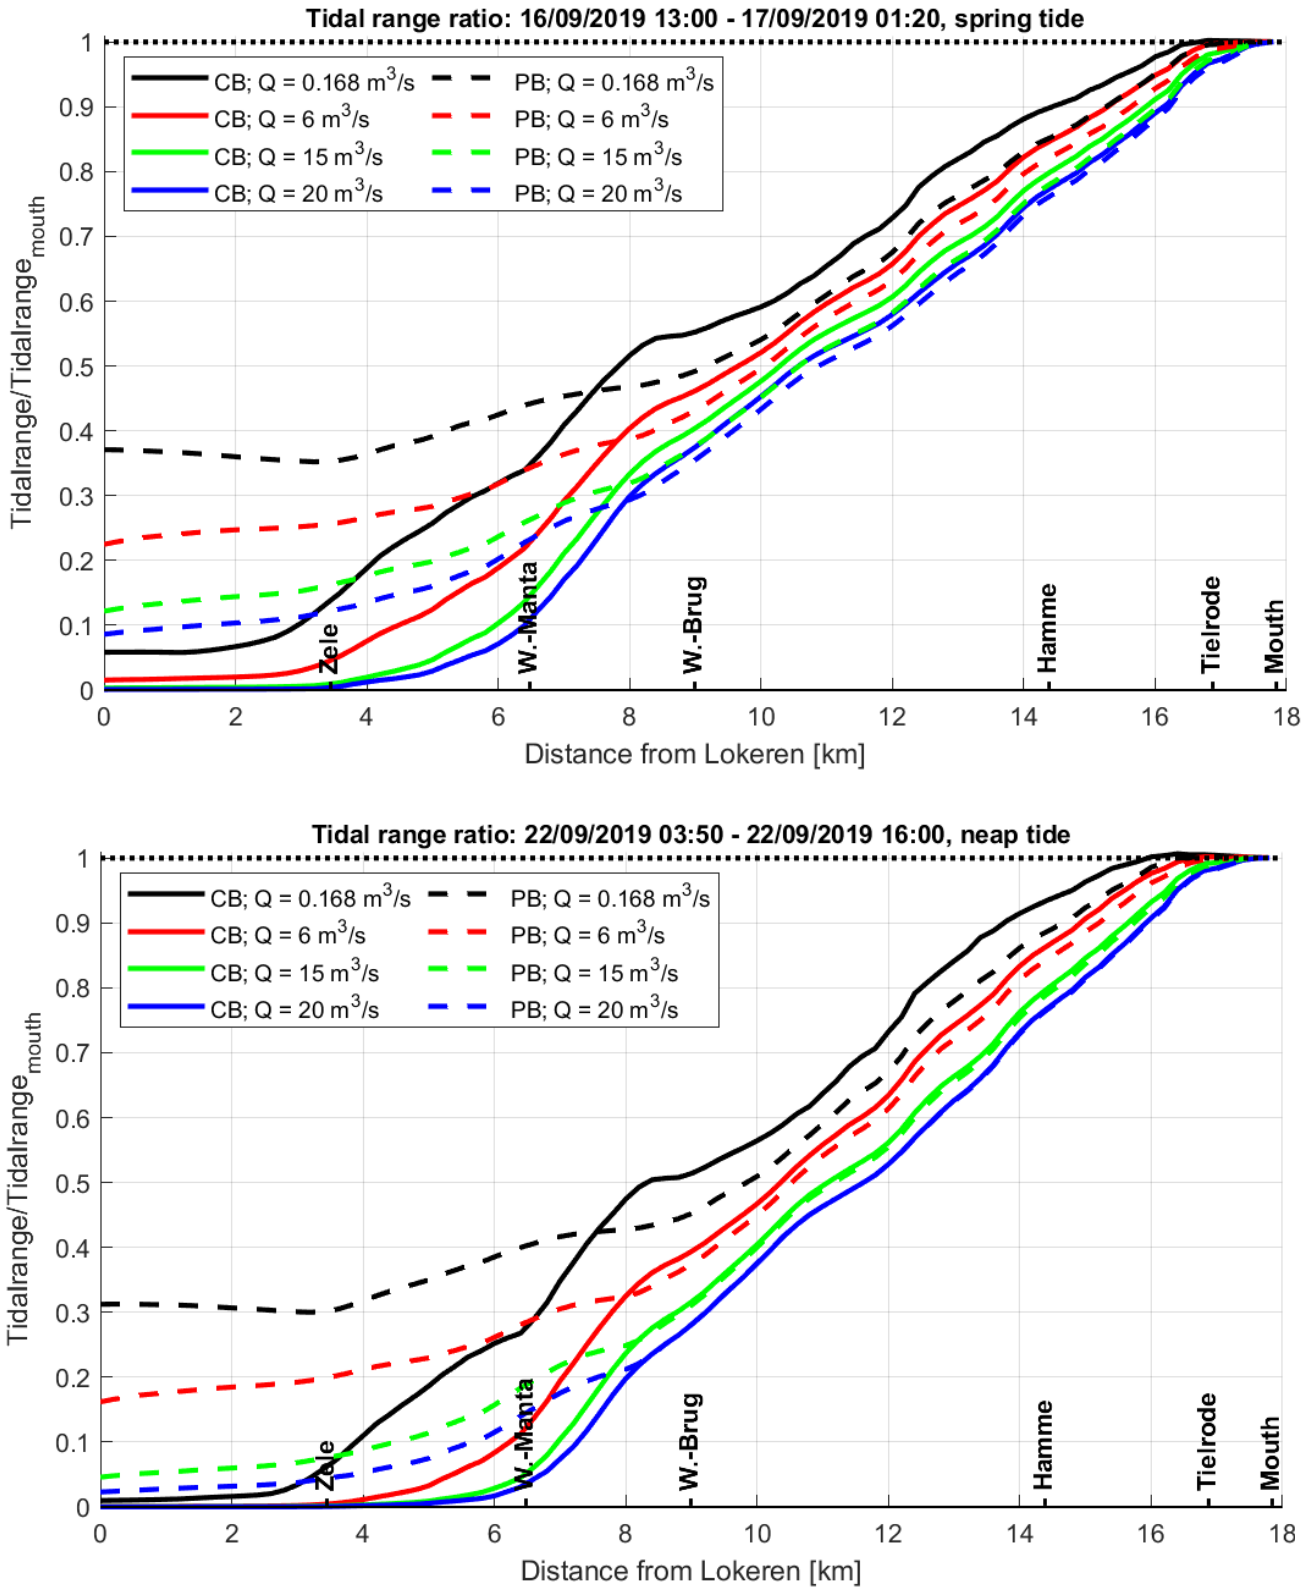 Tidal range ratio: 16/09/2019 13:00 - 17/09/2019 01:20, spring tide
CB; Q = 0.168 m³/s PB; Q = 0.168 m³/s
CB; Q = 6 m³/s PB; Q = 6 m³/s
CB; Q = 15 m³/s PB; Q = 15 m³/s
CB; Q = 20 m³/s PB; Q = 20 m³/s
Tidalrange/Tidalrange_mouth
1
0.9
0.8
0.7
0.6
0.5
0.4
0.3
0.2
0.1
0
Zele
W.-Manta
W.-Brug
Hamme
Tielrode
Mouth
0 2 4 6 8 10 12 14 16 18
Distance from Lokeren [km]
Tidal range ratio: 22/09/2019 03:50 - 22/09/2019 16:00, neap tide
CB; Q = 0.168 m³/s PB; Q = 0.168 m³/s
CB; Q = 6 m³/s PB; Q = 6 m³/s
CB; Q = 15 m³/s PB; Q = 15 m³/s
CB; Q = 20 m³/s PB; Q = 20 m³/s
Tidalrange/Tidalrange_mouth
1
0.9
0.8
0.7
0.6
0.5
0.4
0.3
0.2
0.1
0
Zele
W.-Manta
W.-Brug
Hamme
Tielrode
Mouth
0 2 4 6 8 10 12 14 16 18
Distance from Lokeren [km]